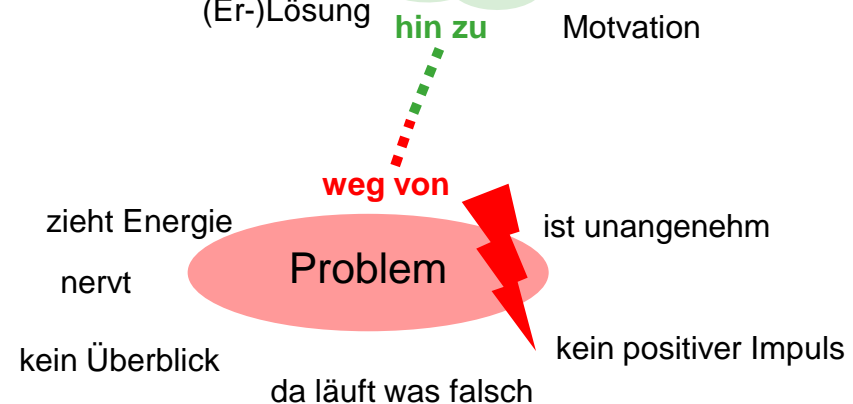 (Er-)Lösung
hin zu
Motvation
weg von
zieht Energie
ist unangenehm
Problem
nervt
kein positiver Impuls
kein Überblick
da läuft was falsch